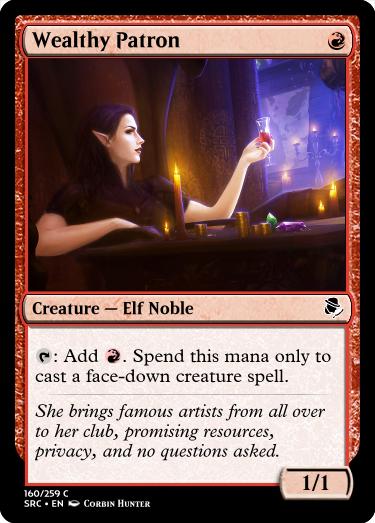 Wealthy Patron
Creature — Elf Noble
: Add . Spend this mana only to
cast a face-down creature spell.
She brings famous artists from all over
to her club, promising resources,
privacy, and no questions asked.
1/1
160/259 C
SRC • EN Corbin Hunter